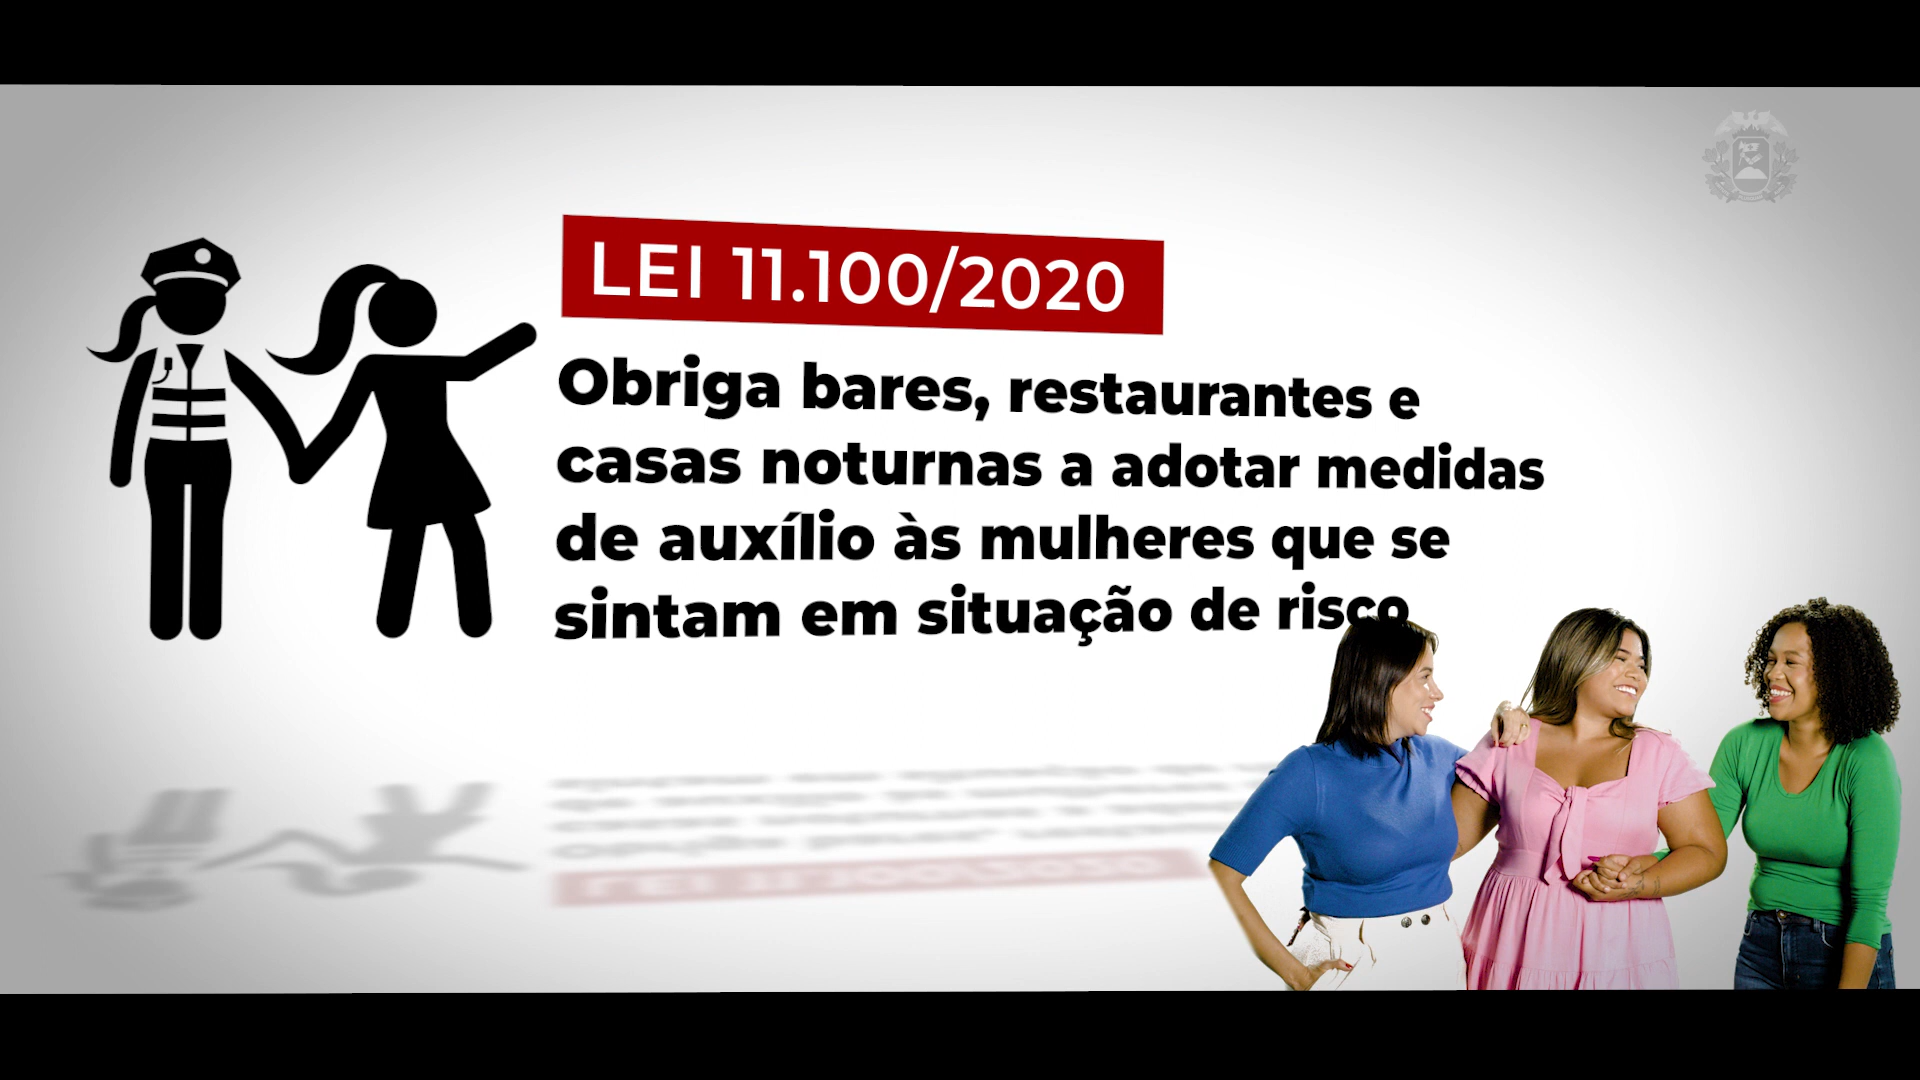 LEI 11.100/2020
Obriga bares, restaurantes e
casas noturnas a adotar medidas
de auxílio às mulheres que se
sintam em situação de risco